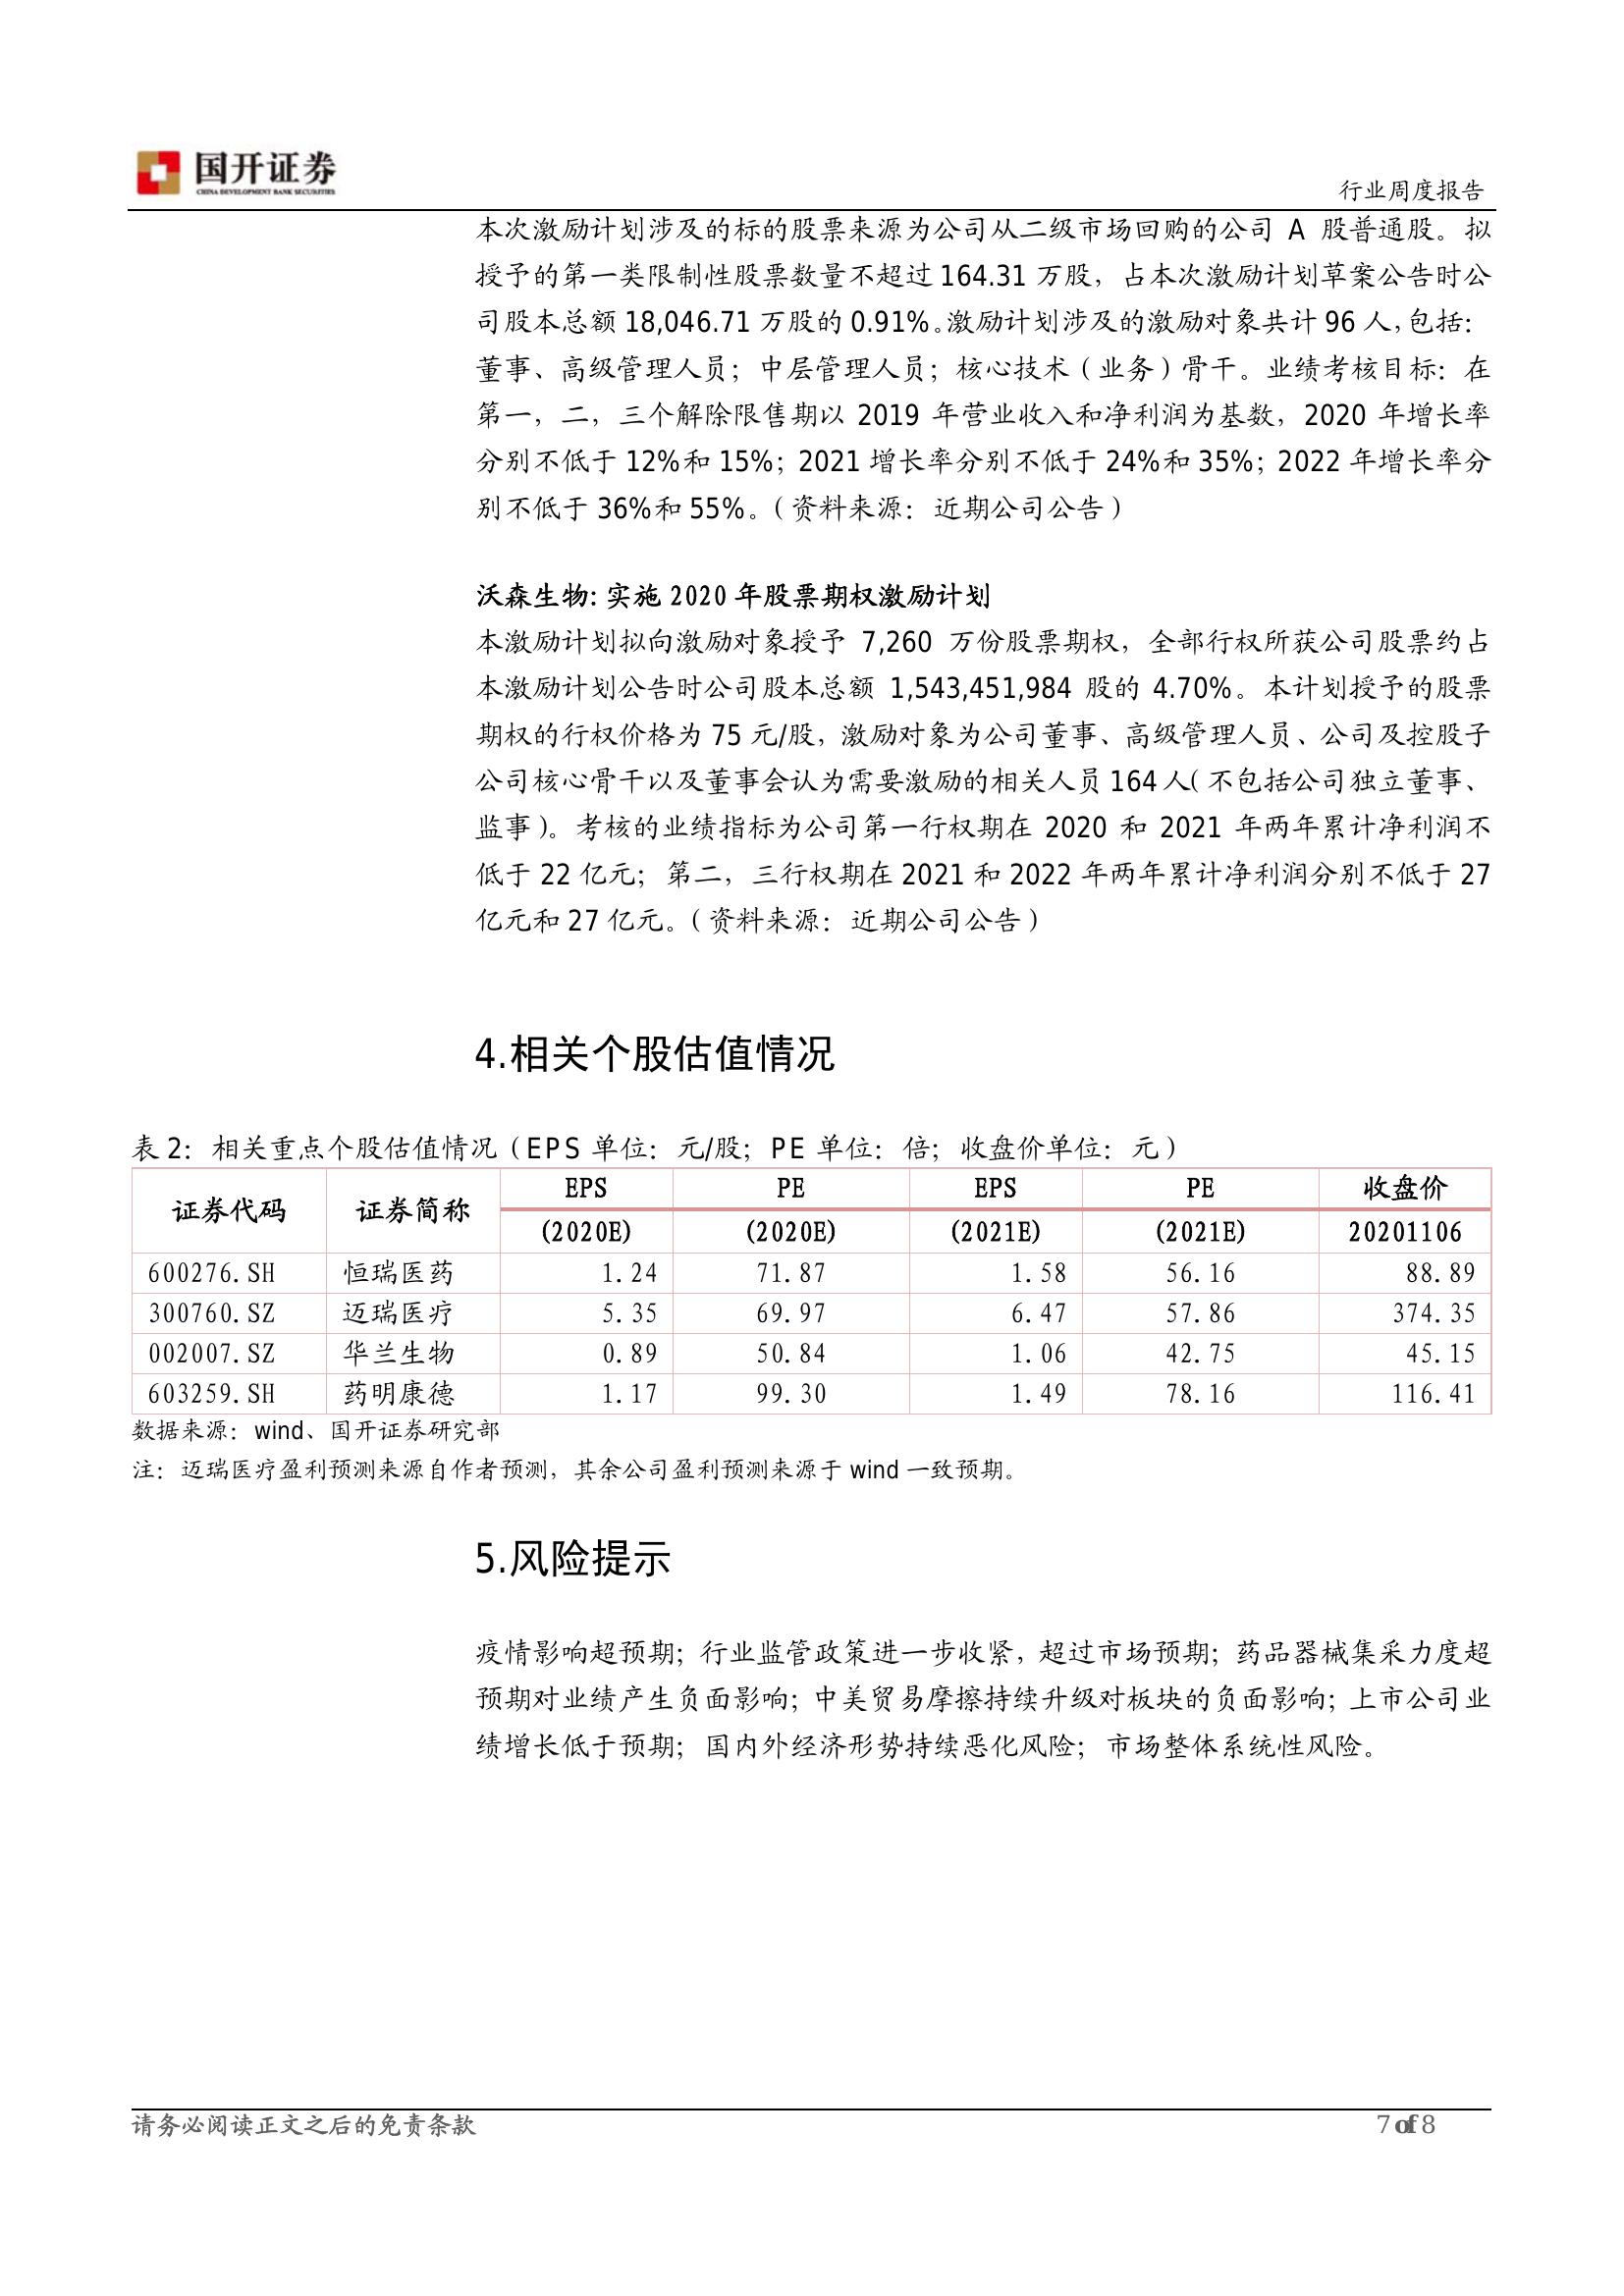 国开证券
CHINA DEVELOPMENT BANK SECURITIES
行业周度报告
本次激励计划涉及的标的股票来源为公司从二级市场回购的公司 A 股普通股。拟
授予的第一类限制性股票数量不超过 164.31 万股，占本次激励计划草案公告时公
司股本总额 18,046.71 万股的 0.91%。激励计划涉及的激励对象共计 96 人，包括：
董事、高级管理人员；中层管理人员；核心技术（业务）骨干。业绩考核目标：在
第一，二，三个解除限售期以 2019 年营业收入和净利润为基数，2020 年增长率
分别不低于 12%和 15%；2021 增长率分别不低于 24%和 35%；2022 年增长率分
别不低于 36%和 55%。（资料来源：近期公司公告）
沃森生物: 实施 2020 年股票期权激励计划
本激励计划拟向激励对象授予 7,260 万份股票期权，全部行权所获公司股票约占
本激励计划公告时公司股本总额 1,543,451,984 股的 4.70%。本计划授予的股票
期权的行权价格为 75 元/股，激励对象为公司董事、高级管理人员、公司及控股子
公司核心骨干以及董事会认为需要激励的相关人员 164 人（不包括公司独立董事、
监事）。考核的业绩指标为公司第一行权期在 2020 和 2021 年两年累计净利润不
低于 22 亿元；第二，三行权期在 2021 和 2022 年两年累计净利润分别不低于 27
亿元和 27 亿元。（资料来源：近期公司公告）
4.相关个股估值情况
表 2：相关重点个股估值情况（EPS 单位：元/股；PE 单位：倍；收盘价单位：元）
证券代码 证券简称 EPS PE EPS PE 收盘价
(2020E) (2020E) (2021E) (2021E) 20201106
600276.SH 恒瑞医药 1.24 71.87 1.58 56.16 88.89
300760.SZ 迈瑞医疗 5.35 69.97 6.47 57.86 374.35
002007.SZ 华兰生物 0.89 50.84 1.06 42.75 45.15
603259.SH 药明康德 1.17 99.30 1.49 78.16 116.41
数据来源：wind、国开证券研究部
注：迈瑞医疗盈利预测来源自作者预测，其余公司盈利预测来源于 wind 一致预期。
5.风险提示
疫情影响超预期；行业监管政策进一步收紧，超过市场预期；药品器械集采力度超
预期对业绩产生负面影响；中美贸易摩擦持续升级对板块的负面影响；上市公司业
绩增长低于预期；国内外经济形势持续恶化风险；市场整体系统性风险。
请务必阅读正文之后的免责条款
7 of 8